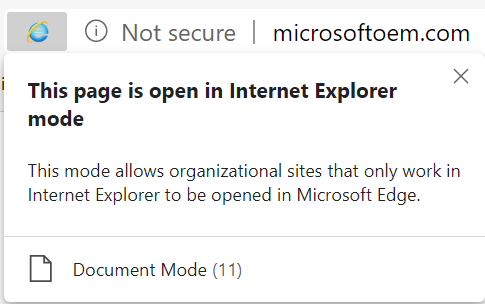 Not secure | microsoftoem.com
This page is open in Internet Explorer
mode
This mode allows organizational sites that only work in
Internet Explorer to be opened in Microsoft Edge.
Document Mode (11)